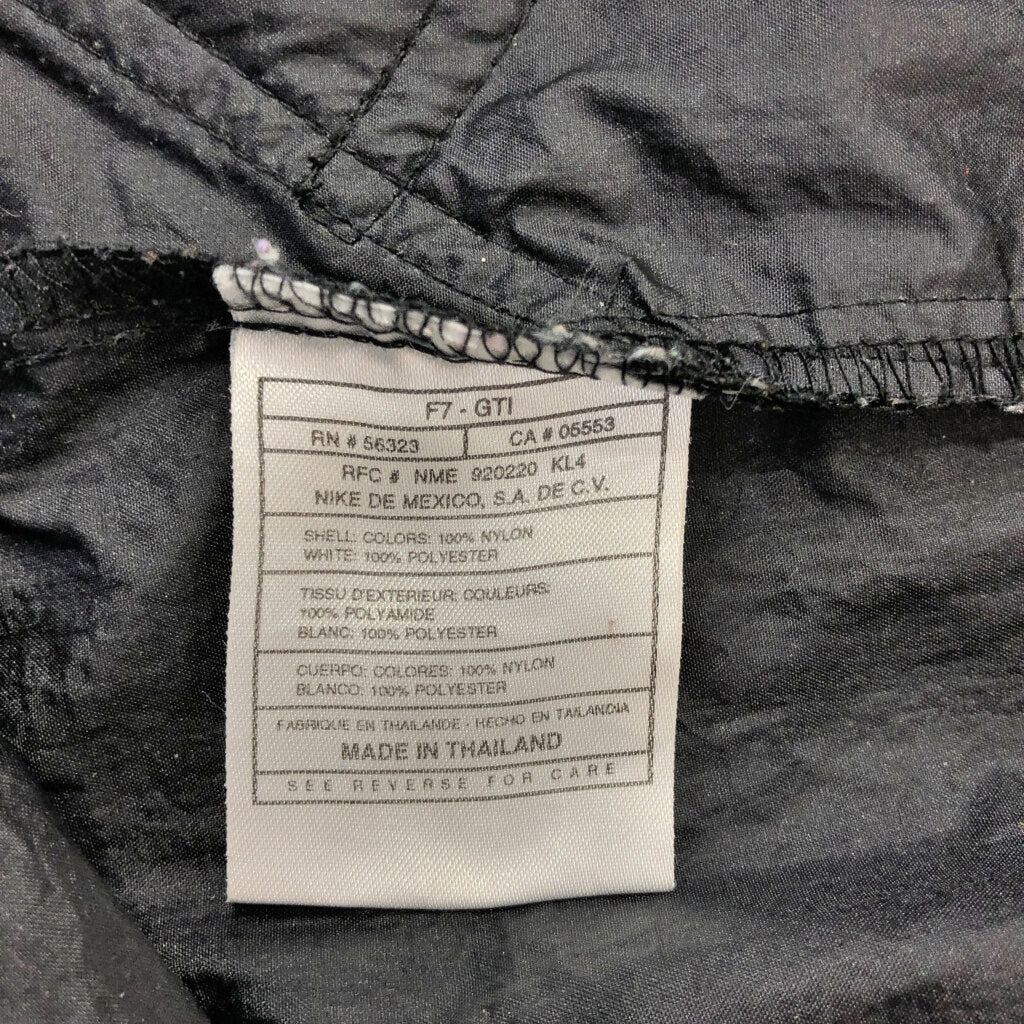 F7 - GTI
RN # 56323 CA # 05553
RFC # NME 920220 KL4
NIKE DE MEXICO, S.A. DE C.V.
SHELL: COLORS: 100% NYLON
WHITE: 100% POLYESTER
TISSU D'EXTERIEUR: COULEURS:
100% POLYAMIDE
BLANC: 100% POLYESTER
CUERPO: COLORES: 100% NYLON
BLANCO: 100% POLYESTER
FABRIQUE EN THAILANDE - HECHO EN TAILANDIA
MADE IN THAILAND
SEE REVERSE FOR CARE